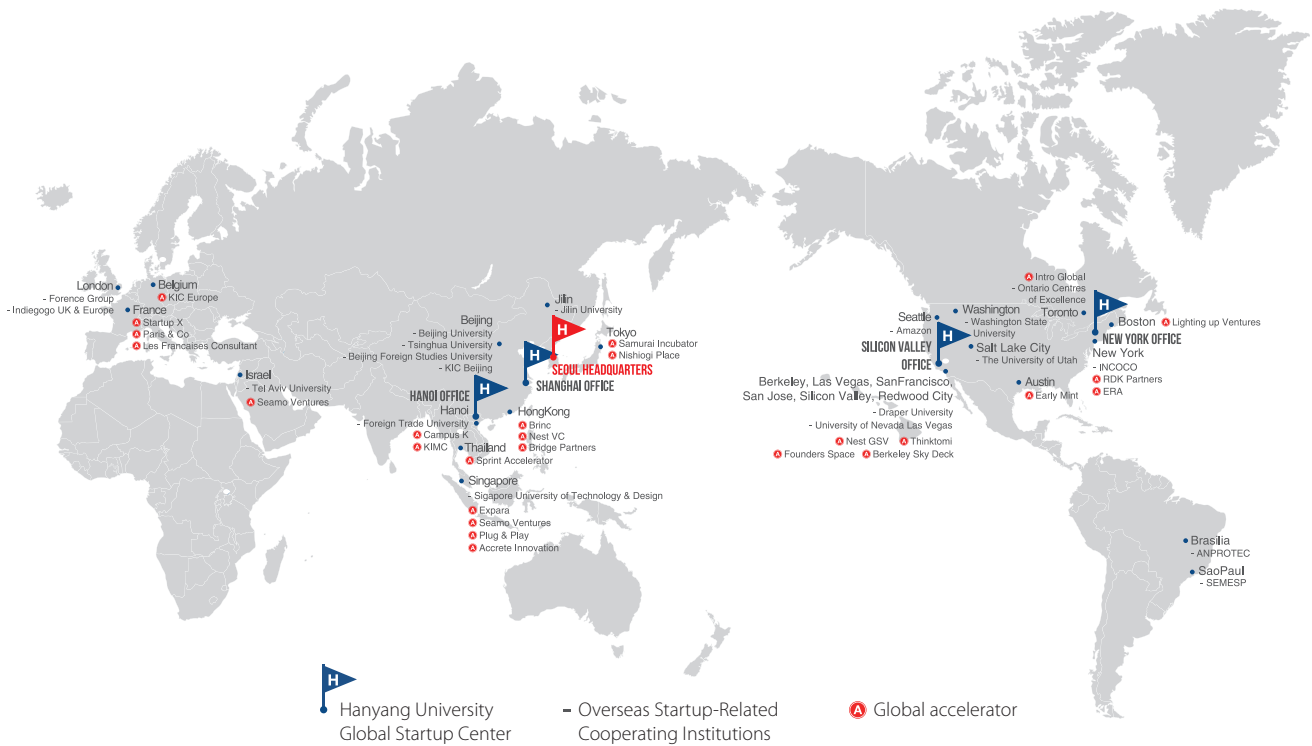 London
- Forence Group
- Indiegogo UK & Europe
Belgium
A KIC Europe
France
A Startup X
A Paris & Co
A Les Francaises Consultant
Israel
- Tel Aviv University
A Seamo Ventures
Jilin
- Jilin University
Beijing
- Beijing University
- Tsinghua University
- Beijing Foreign Studies University
- KIC Beijing
H
SEOUL HEADQUARTERS
Tokyo
A Samurai Incubator
A Nishiogi Place
H
SHANGHAI OFFICE
HANOI OFFICE
H
Hanoi
- Foreign Trade University
A Campus K
A KIMC
HongKong
A Brinc
A Nest VC
A Bridge Partners
Thailand
A Sprint Accelerator
Singapore
- Sigapore University of Technology & Design
A Expara
A Seamo Ventures
A Plug & Play
A Accrete Innovation
Seattle
- Amazon
Washington
- Washington State
University
SILICON VALLEY
OFFICE
H
Salt Lake City
- The University of Utah
A Intro Global
- Ontario Centres
of Excellence
Toronto
H
Boston
A Lighting up Ventures
NEW YORK OFFICE
New York
- INCOCO
A RDK Partners
A ERA
Austin
A Early Mint
Berkeley, Las Vegas, SanFrancisco,
San Jose, Silicon Valley, Redwood City
- Draper University
- University of Nevada Las Vegas
A Nest GSV A Thinktomi
A Founders Space A Berkeley Sky Deck
Brasilia
- ANPROTEC
SaoPaul
- SEMESP
H
Hanyang University
Global Startup Center
- Overseas Startup-Related
Cooperating Institutions
A Global accelerator